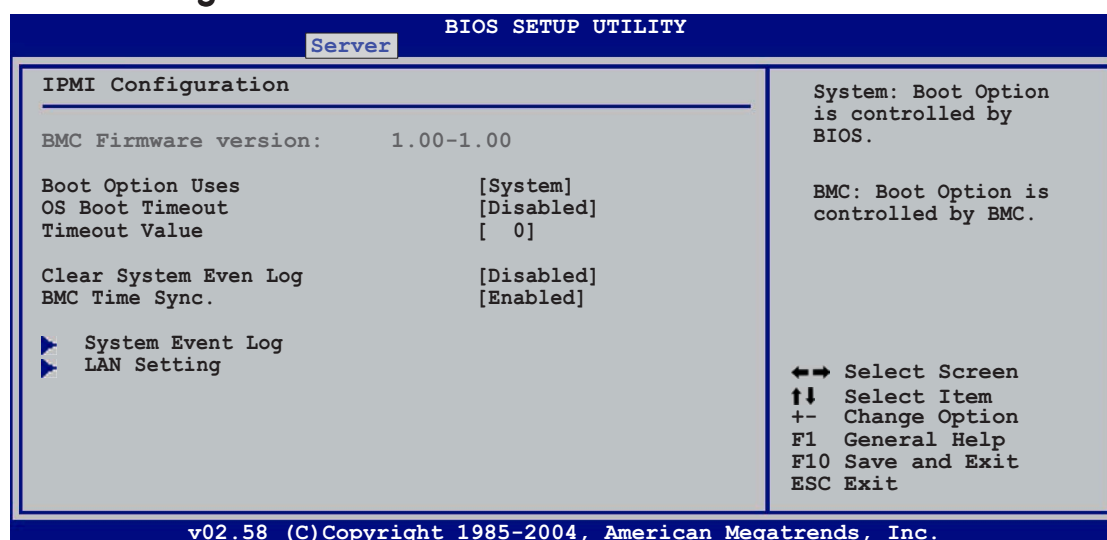 BIOS SETUP UTILITY
Server
IPMI Configuration
BMC Firmware version: 1.00-1.00
Boot Option Uses [System]
OS Boot Timeout [Disabled]
Timeout Value [ 0]
Clear System Even Log [Disabled]
BMC Time Sync. [Enabled]
System Event Log
LAN Setting
System: Boot Option
is controlled by
BIOS.
BMC: Boot Option is
controlled by BMC.
Select Screen
Select Item
+- Change Option
F1 General Help
F10 Save and Exit
ESC Exit
v02.58 (C)Copyright 1985-2004, American Megatrends, Inc.